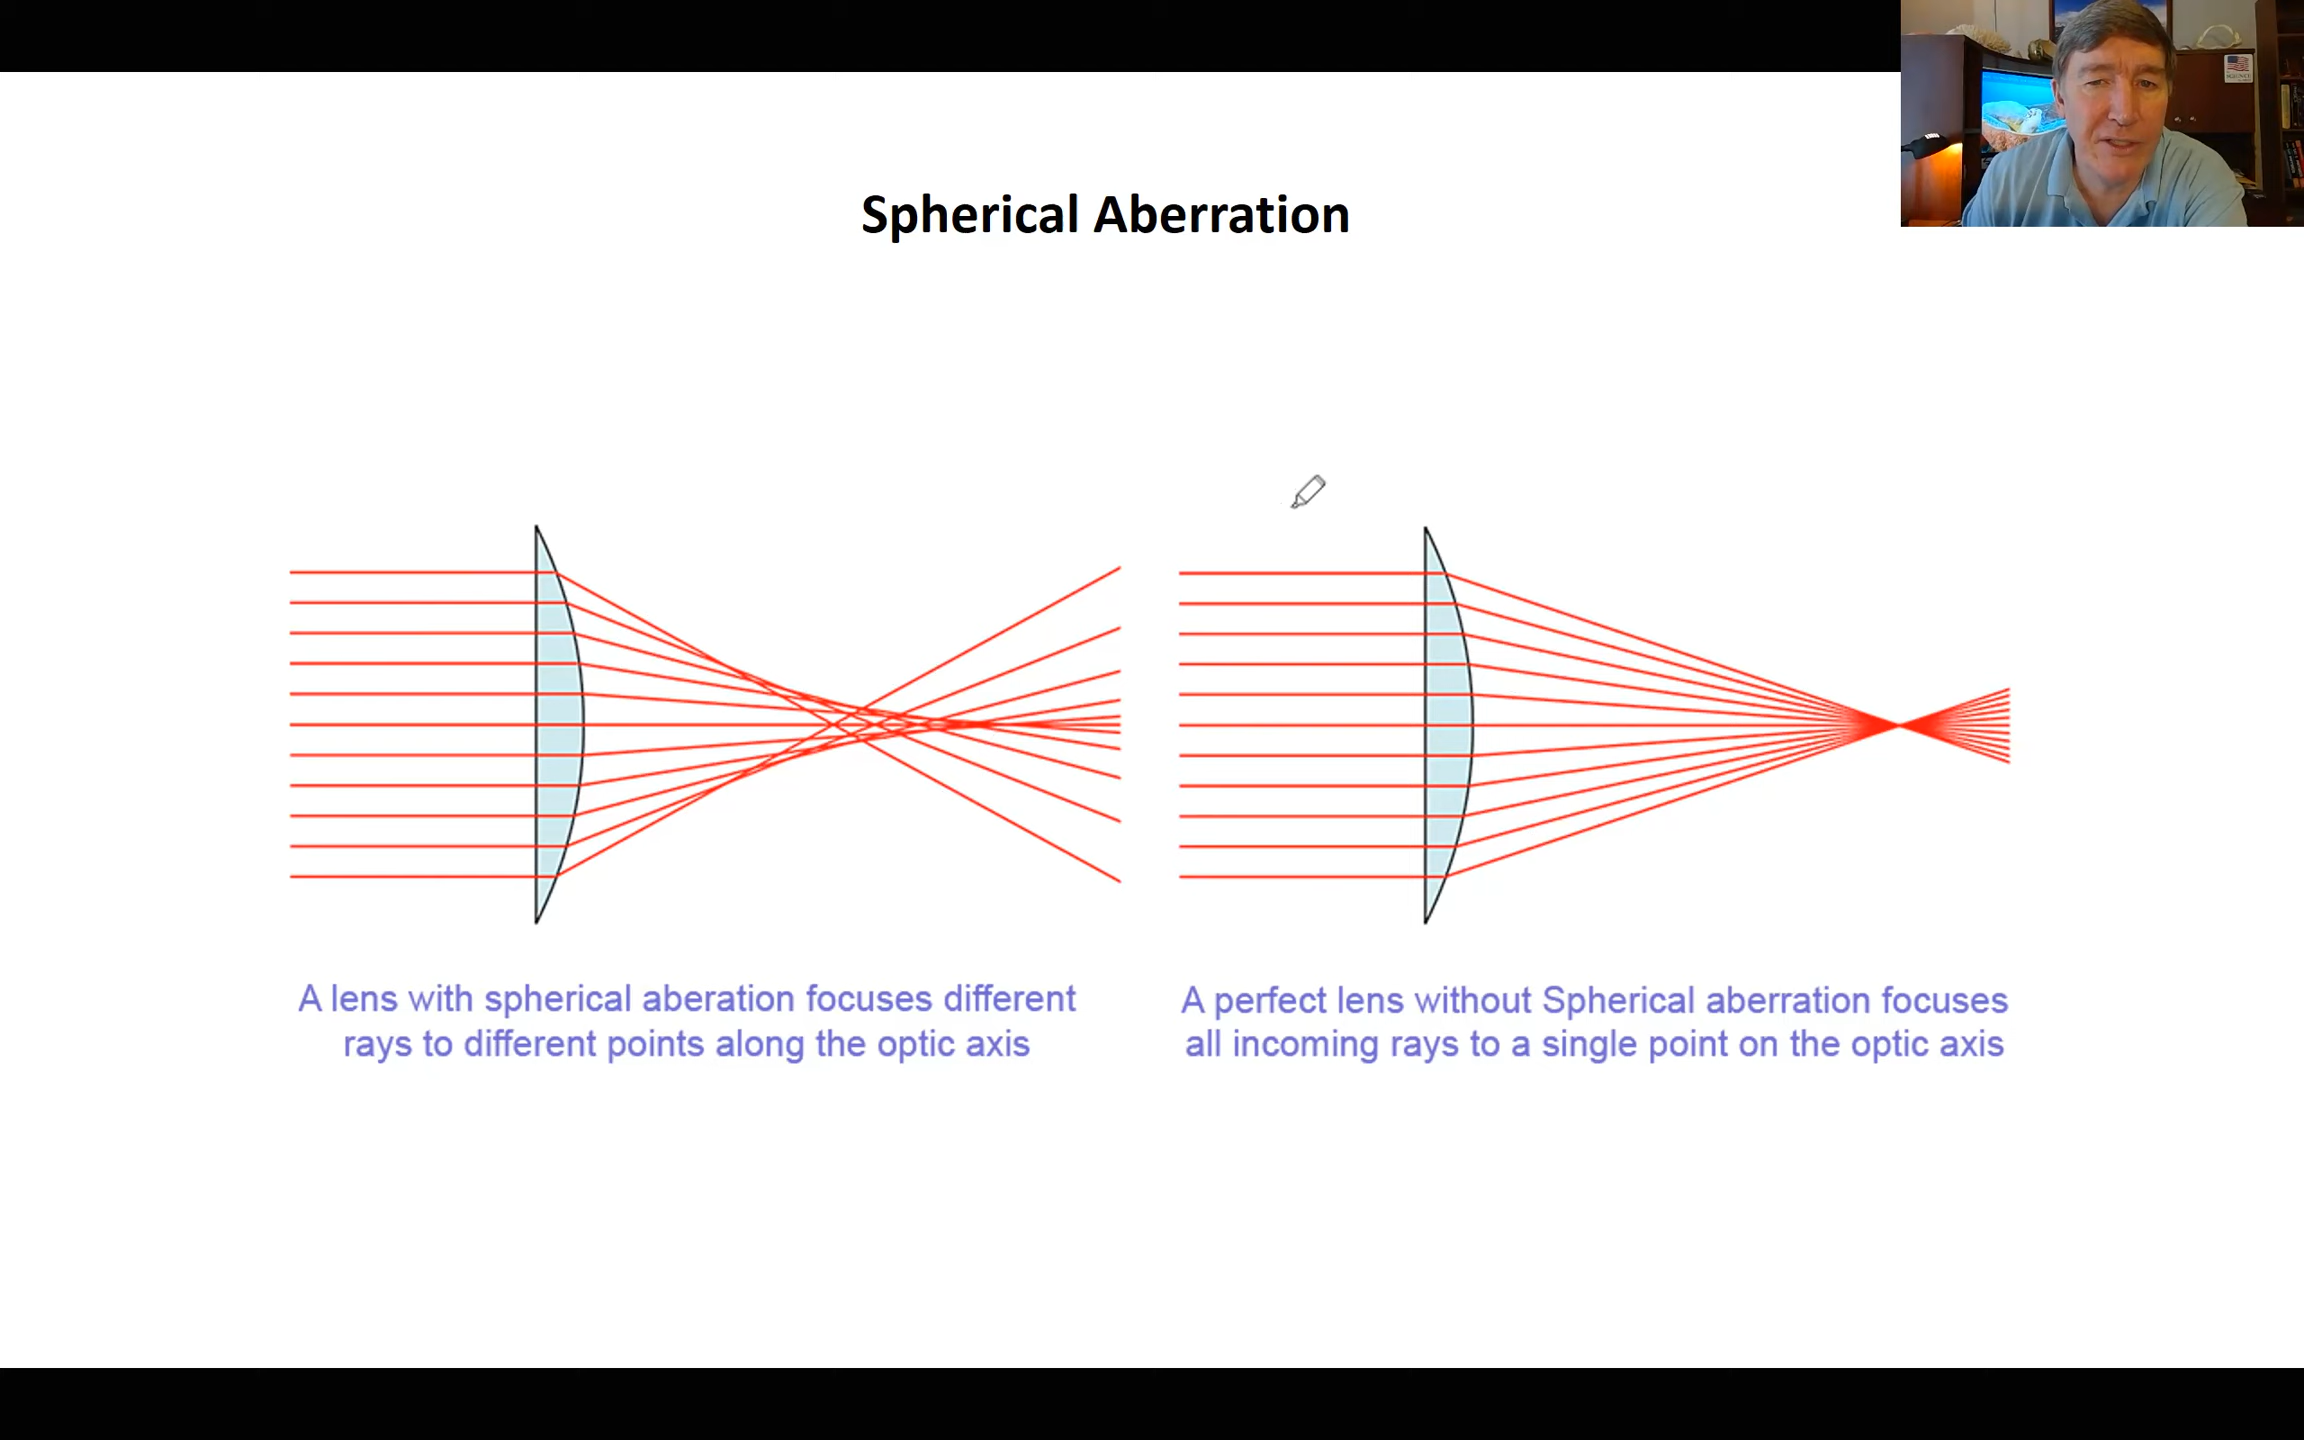 Spherical Aberration
A lens with spherical aberation focuses different
rays to different points along the optic axis
A perfect lens without Spherical aberration focuses
all incoming rays to a single point on the optic axis